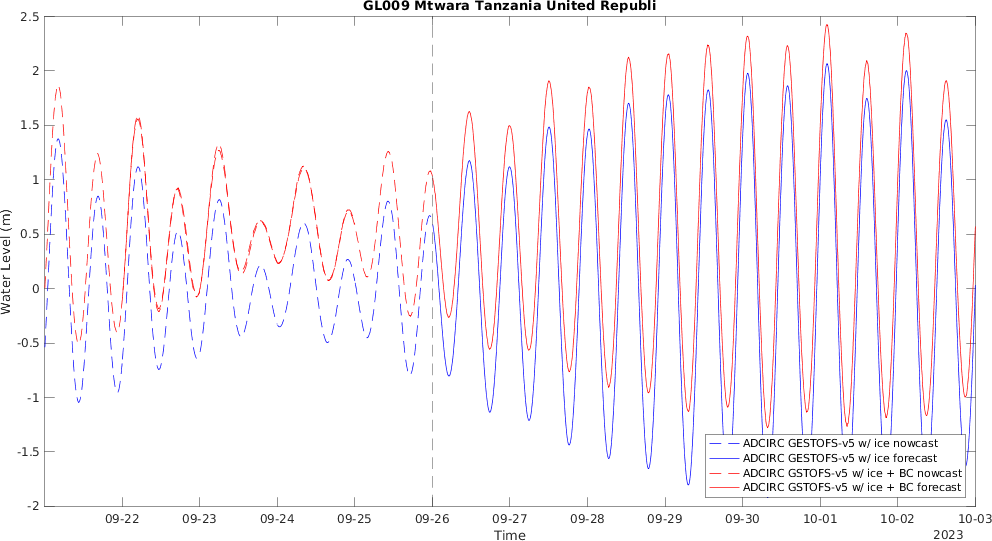 GL009 Mtwara Tanzania United Republi
2.5
2
1.5
1
0.5
0
-0.5
-1
-1.5
-2
Water Level (m)
ADCIRC GESTOFS-v5 w/ ice nowcast
ADCIRC GESTOFS-v5 w/ ice forecast
ADCIRC GSTOFS-v5 w/ ice + BC nowcast
ADCIRC GSTOFS-v5 w/ ice + BC forecast
09-22 09-23 09-24 09-25 09-26 09-27 09-28 09-29 09-30 10-01 10-02 10-03
Time 2023